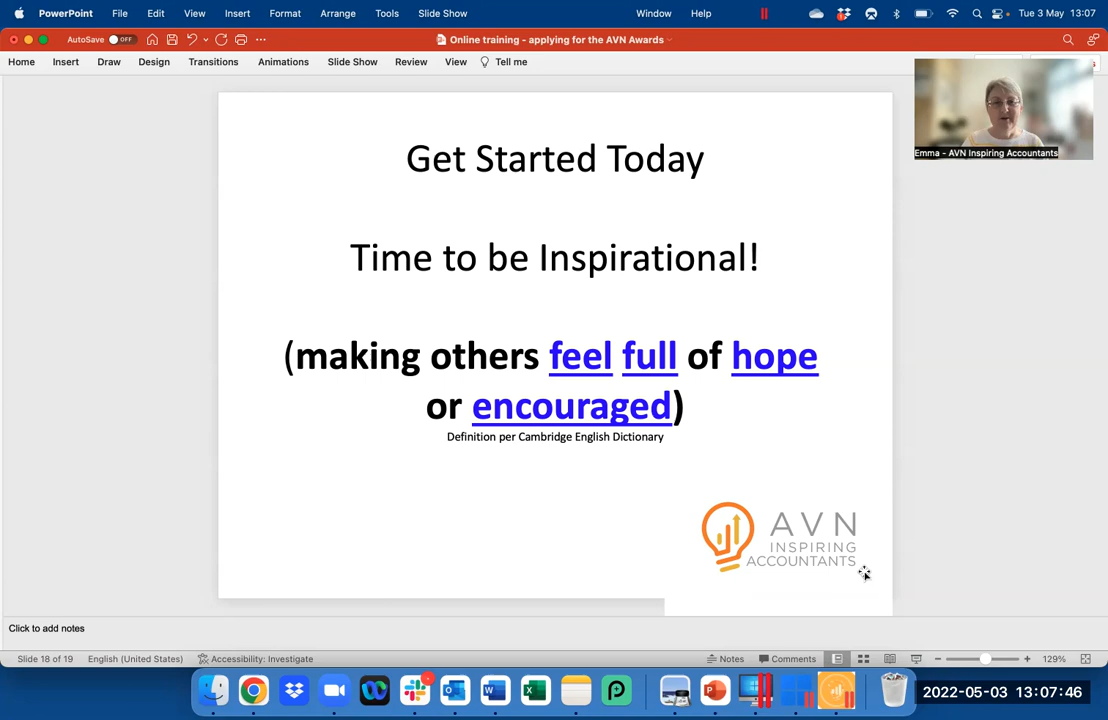 PowerPoint File Edit View Insert Format Arrange Tools Slide Show Window Help Tue 3 May 13:07
AutoSave OFF Online training - applying for the AVN Awards
Home Insert Draw Design Transitions Animations Slide Show Review View Tell me
Emma - AVN Inspiring Accountants
Get Started Today
Time to be Inspirational!
(making others feel full of hope
or encouraged)
Definition per Cambridge English Dictionary
AVN
INSPIRING
ACCOUNTANTS
Click to add notes
Slide 18 of 19 English (United States) Accessibility: Investigate Notes Comments 129%
2022-05-03 13:07:46